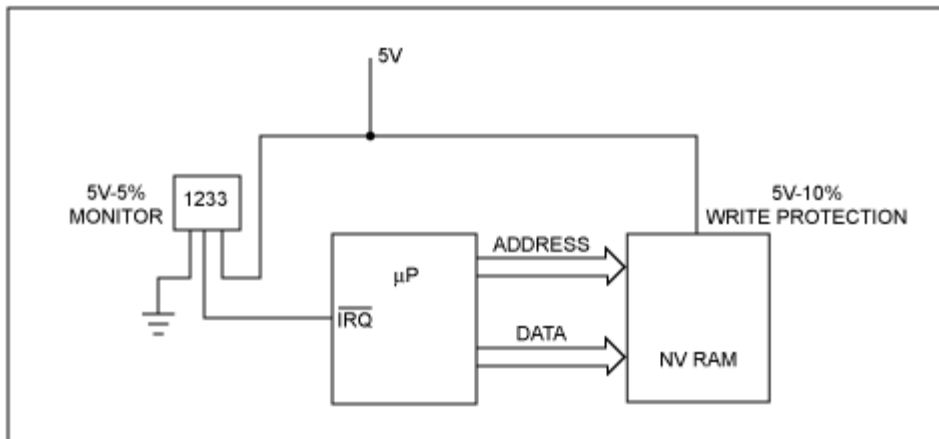 5V
5V-5%
MONITOR
1233
5V-10%
WRITE PROTECTION
ADDRESS
μP
IRQ
DATA
NV RAM